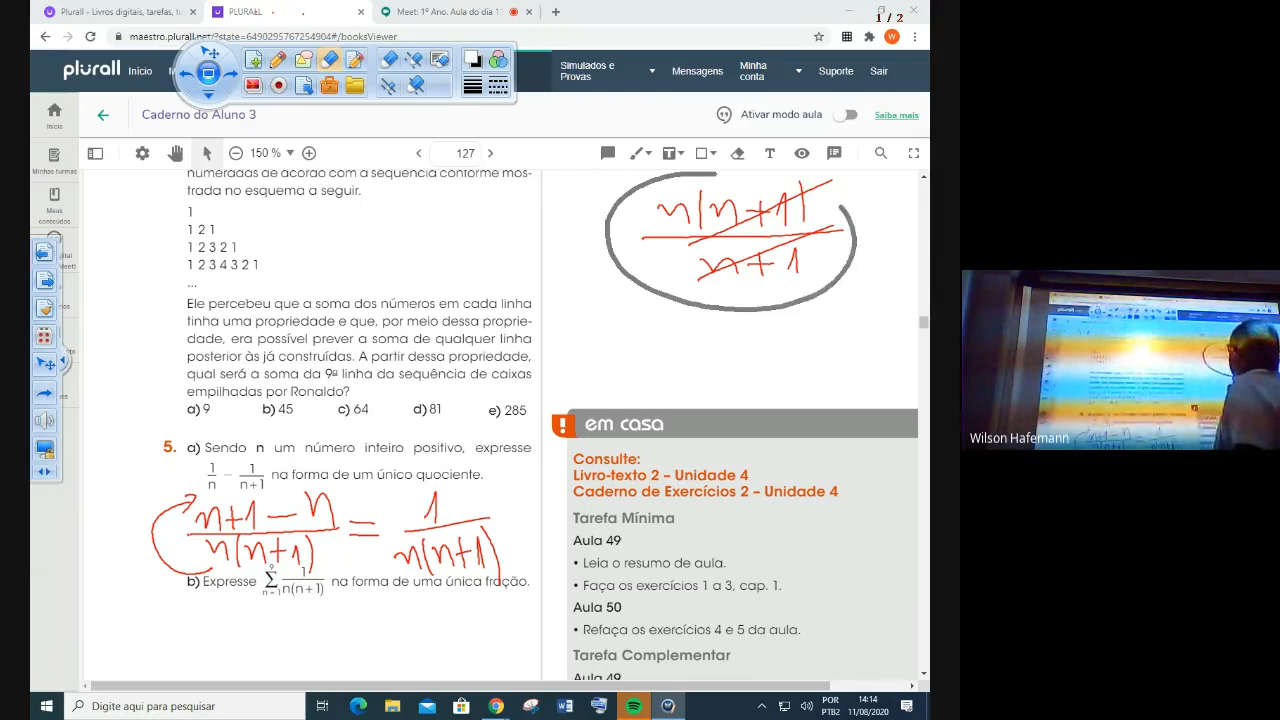 Plurall - Livros digitais, tarefas, tu
PLURALL
Meet: 1º Ano. Aula do dia 11
1 / 2
maestro.plurall.net/?state=6490295767254904#/booksViewer
W
plurall
Início
Simulados e Provas
Mensagens
Minha conta
Suporte
Sair
Início
Caderno do Aluno 3
Ativar modo aula
Saiba mais
150 %
127
Minhas turmas
Meus conteúdos
numeradas de acordo com a sequência conforme mos-
trada no esquema a seguir.
1
1 2 1
1 2 3 2 1
1 2 3 4 3 2 1
...
Ele percebeu que a soma dos números em cada linha
tinha uma propriedade e que, por meio dessa proprie-
dade, era possível prever a soma de qualquer linha
posterior às já construídas. A partir dessa propriedade,
qual será a soma da 9ª linha da sequência de caixas
empilhadas por Ronaldo?
a) 9 b) 45 c) 64 d) 81 e) 285
5. a) Sendo n um número inteiro positivo, expresse
1/n − 1/(n+1) na forma de um único quociente.
n+1 − n
n(n+1)
=
1
n(n+1)
b) Expresse 9 ∑ n = 1 1/n(n+1) na forma de uma única fração.
n(n+1)
n+1
! em casa
Consulte:
Livro-texto 2 – Unidade 4
Caderno de Exercícios 2 – Unidade 4
Tarefa Mínima
Aula 49
• Leia o resumo de aula.
• Faça os exercícios 1 a 3, cap. 1.
Aula 50
• Refaça os exercícios 4 e 5 da aula.
Tarefa Complementar
Aula 49
Wilson Hafemann
Digite aqui para pesquisar
POR
PTB2
14:14
11/08/2020